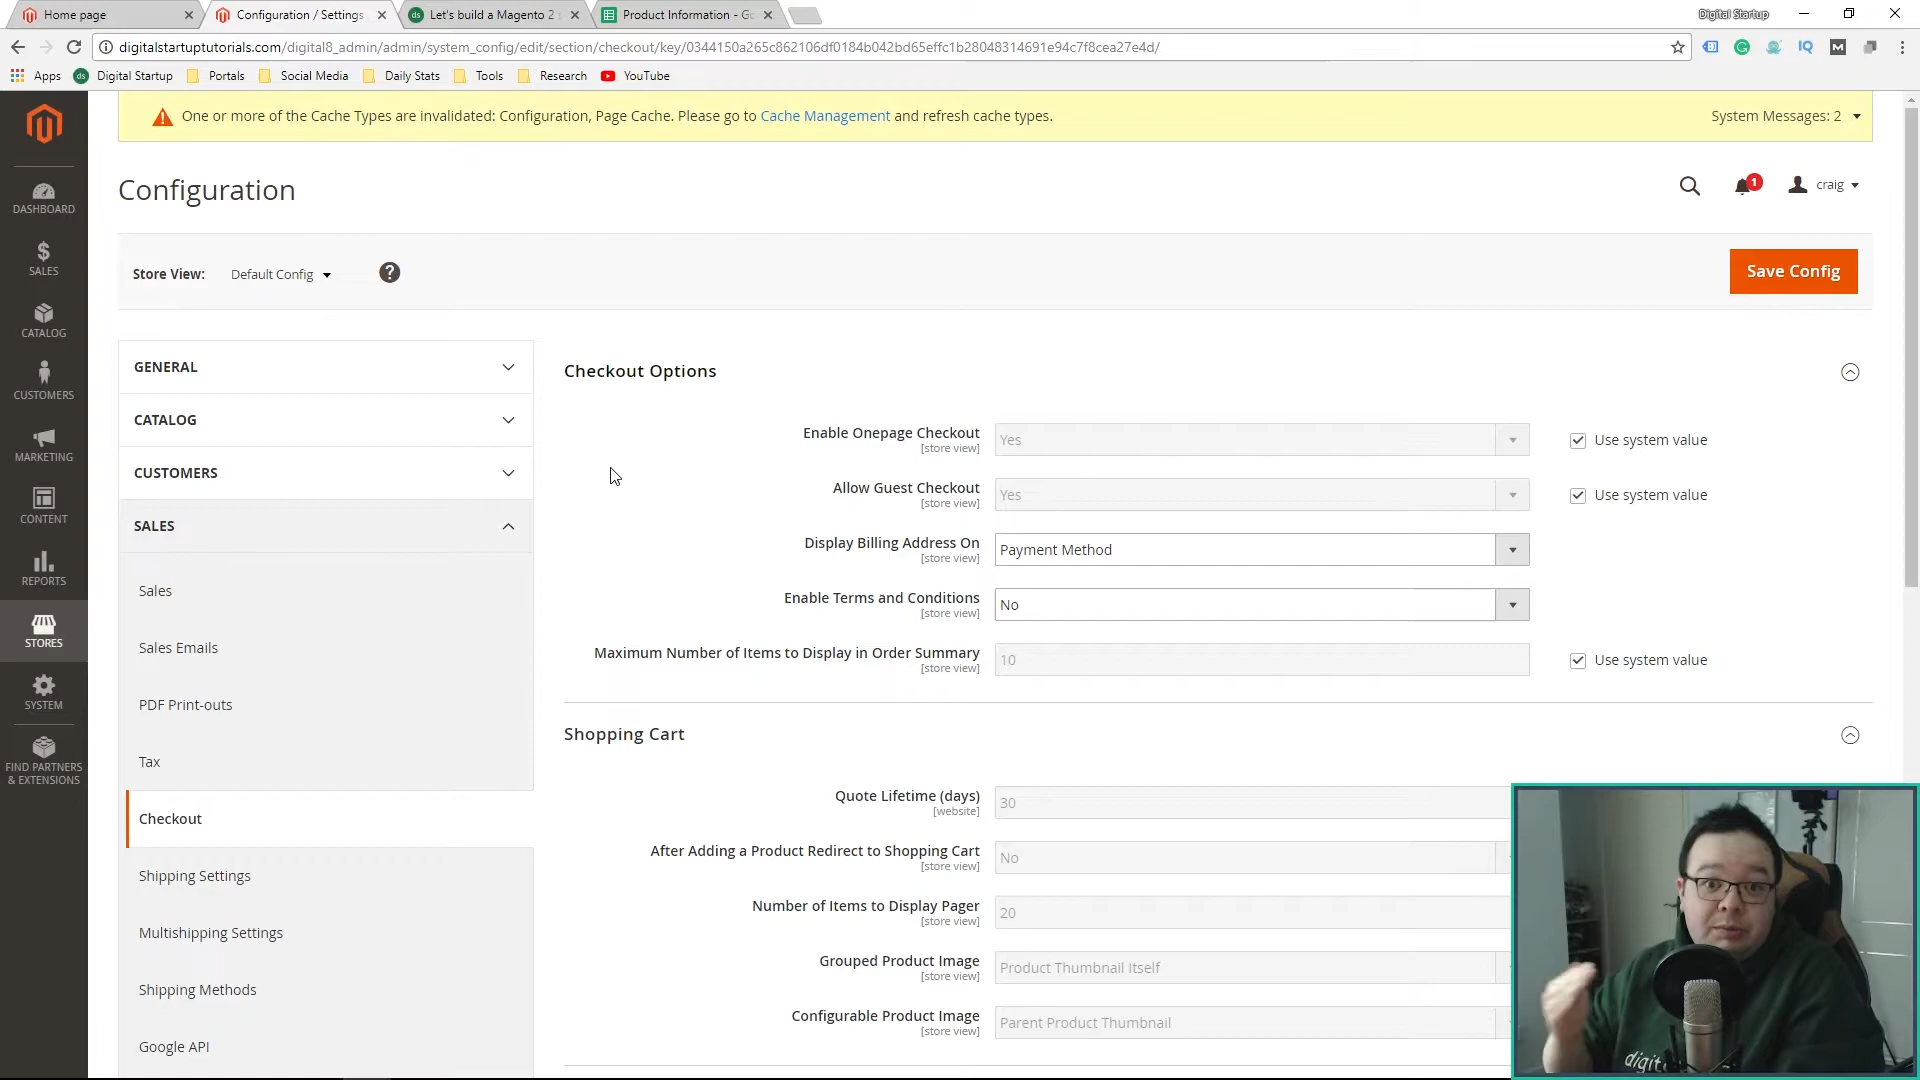 Home page
Configuration / Settings
Let's build a Magento 2
Product Information - Go
Digital Startup
digitalstartuptutorials.com/digital8_admin/admin/system_config/edit/section/checkout/key/0344150a265c862106df0184b042bd65effc1b28048314691e94c7f8cea27e4d/
Apps Digital Startup Portals Social Media Daily Stats Tools Research YouTube
One or more of the Cache Types are invalidated: Configuration, Page Cache. Please go to Cache Management and refresh cache types.
System Messages: 2
Configuration
1
craig
Store View: Default Config ?
Save Config
DASHBOARD
SALES
CATALOG
CUSTOMERS
MARKETING
CONTENT
REPORTS
STORES
SYSTEM
FIND PARTNERS
& EXTENSIONS
GENERAL
CATALOG
CUSTOMERS
SALES
Sales
Sales Emails
PDF Print-outs
Tax
Checkout
Shipping Settings
Multishipping Settings
Shipping Methods
Google API
Checkout Options
Enable Onepage Checkout
[store view]
Yes
Use system value
Allow Guest Checkout
[store view]
Yes
Use system value
Display Billing Address On
[store view]
Payment Method
Enable Terms and Conditions
[store view]
No
Maximum Number of Items to Display in Order Summary
[store view]
10
Use system value
Shopping Cart
Quote Lifetime (days)
[website]
30
After Adding a Product Redirect to Shopping Cart
[store view]
No
Number of Items to Display Pager
[store view]
20
Grouped Product Image
[store view]
Product Thumbnail Itself
Configurable Product Image
[store view]
Parent Product Thumbnail